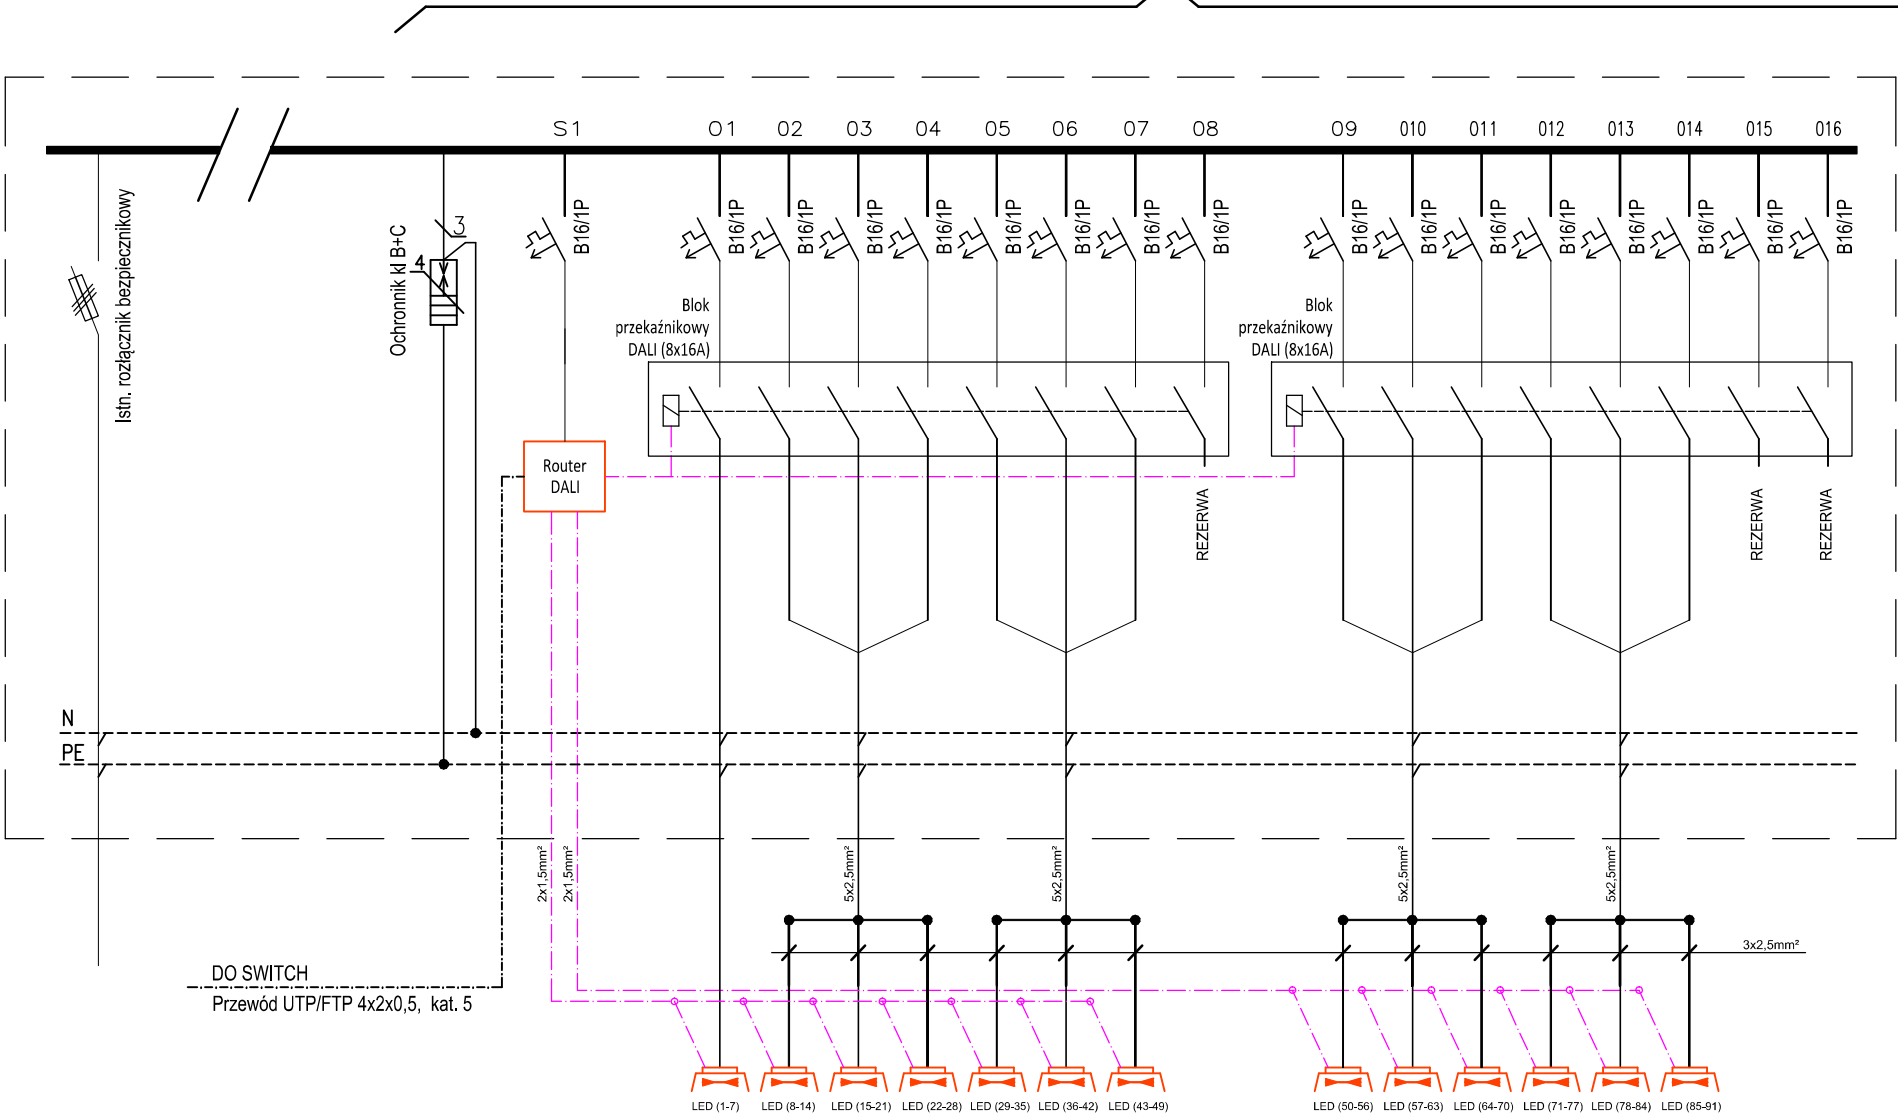 S1 01 02 03 04 05 06 07 08 09 010 011 012 013 014 015 016
Istn. rozłącznik bezpiecznikowy
Ochronnik kl B+C
3
4
B16/1P B16/1P B16/1P B16/1P B16/1P B16/1P B16/1P B16/1P B16/1P B16/1P B16/1P B16/1P B16/1P B16/1P B16/1P B16/1P B16/1P
Blok
przekaźnikowy
DALI (8x16A)
Blok
przekaźnikowy
DALI (8x16A)
Router
DALI
REZERWA
REZERWA
REZERWA
N
PE
2x1,5mm²
2x1,5mm²
5x2,5mm²
5x2,5mm²
5x2,5mm²
5x2,5mm²
3x2,5mm²
DO SWITCH
Przewód UTP/FTP 4x2x0,5, kat. 5
LED (1-7) LED (8-14) LED (15-21) LED (22-28) LED (29-35) LED (36-42) LED (43-49) LED (50-56) LED (57-63) LED (64-70) LED (71-77) LED (78-84) LED (85-91)